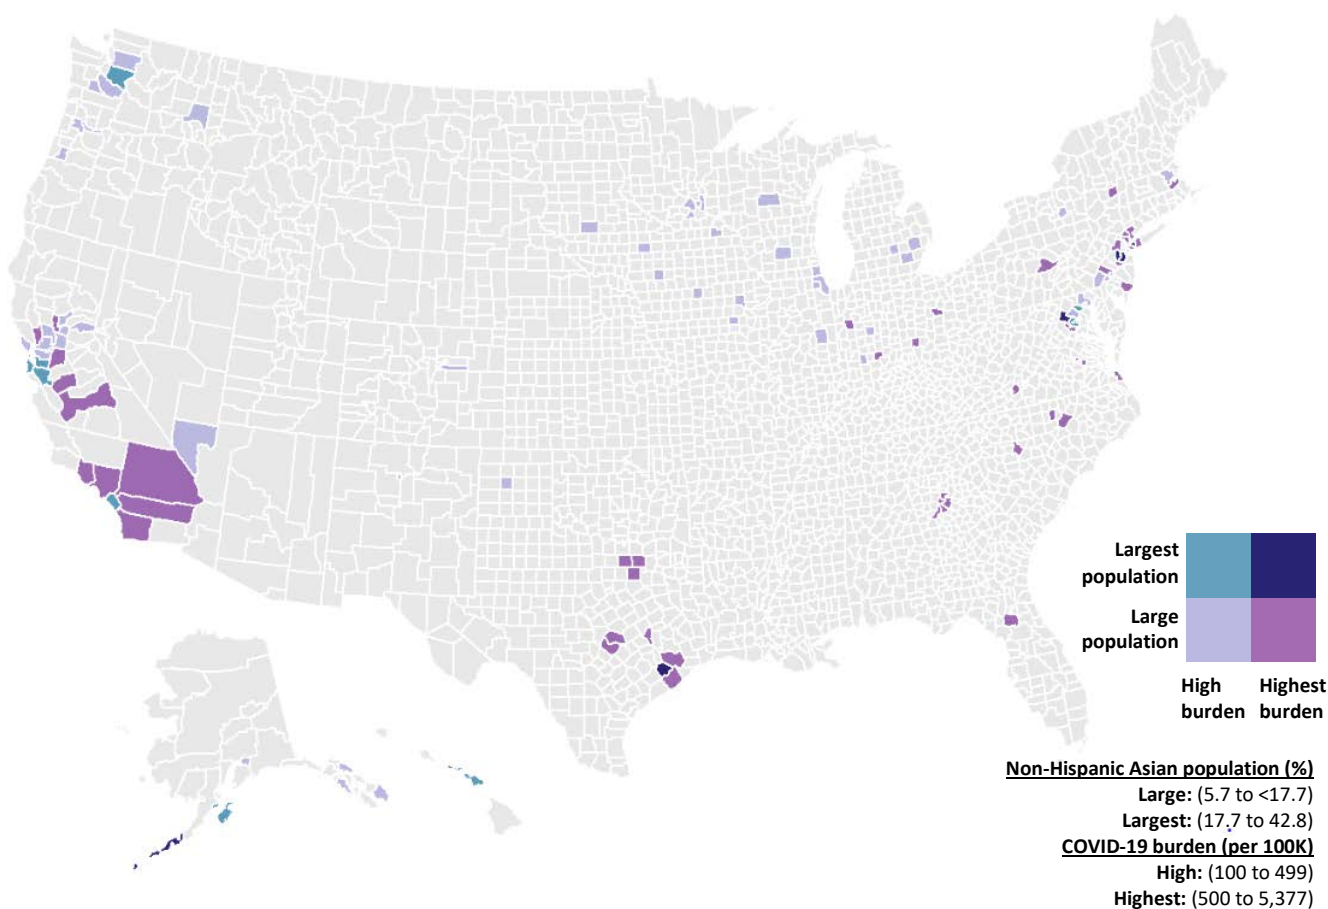 Largest
population
Large
population
High Highest
burden burden
Non-Hispanic Asian population (%)
Large: (5.7 to <17.7)
Largest: (17.7 to 42.8)
COVID-19 burden (per 100K)
High: (100 to 499)
Highest: (500 to 5,377)